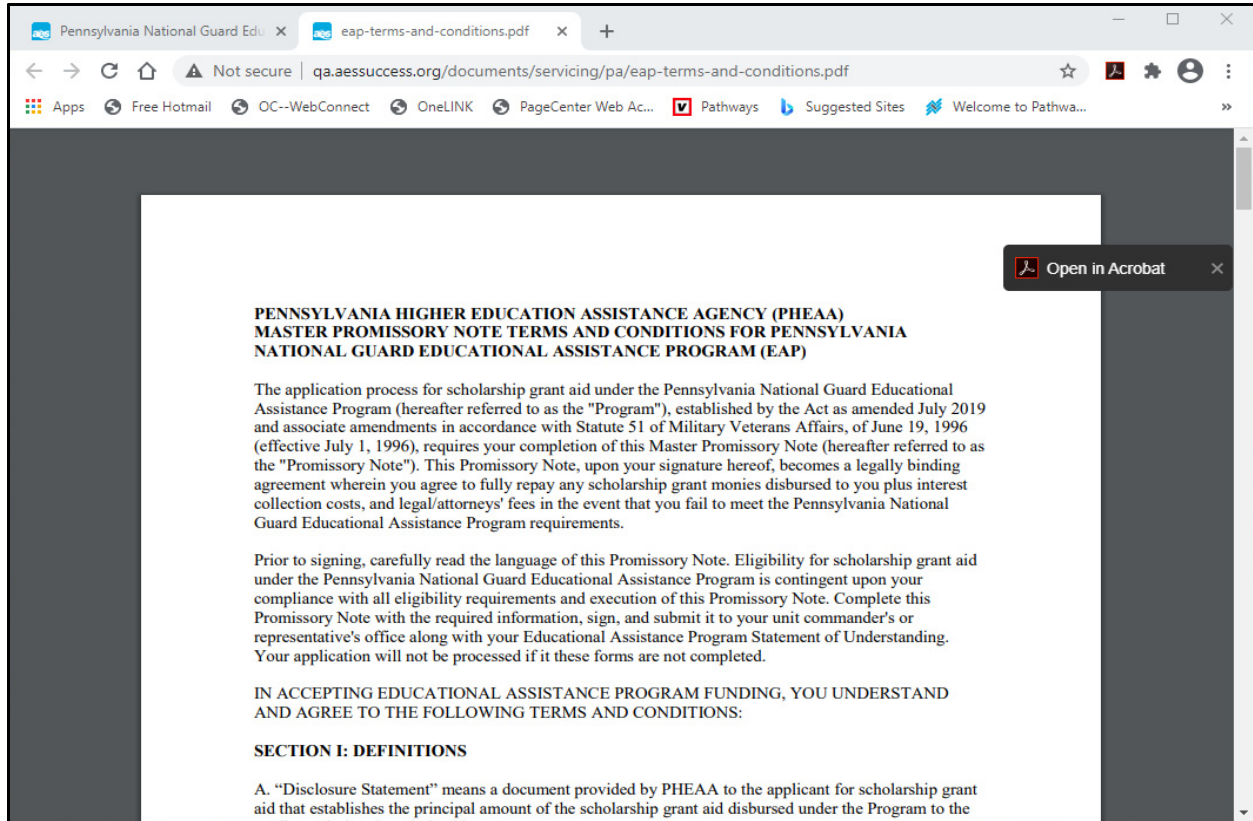 Pennsylvania National Guard Edu
eap-terms-and-conditions.pdf
Not secure | qa.aessuccess.org/documents/servicing/pa/eap-terms-and-conditions.pdf
Apps Free Hotmail OC--WebConnect OneLINK PageCenter Web Ac... Pathways Suggested Sites Welcome to Pathwa... »
Open in Acrobat
PENNSYLVANIA HIGHER EDUCATION ASSISTANCE AGENCY (PHEAA)
MASTER PROMISSORY NOTE TERMS AND CONDITIONS FOR PENNSYLVANIA
NATIONAL GUARD EDUCATIONAL ASSISTANCE PROGRAM (EAP)
The application process for scholarship grant aid under the Pennsylvania National Guard Educational
Assistance Program (hereafter referred to as the "Program"), established by the Act as amended July 2019
and associate amendments in accordance with Statute 51 of Military Veterans Affairs, of June 19, 1996
(effective July 1, 1996), requires your completion of this Master Promissory Note (hereafter referred to as
the "Promissory Note"). This Promissory Note, upon your signature hereof, becomes a legally binding
agreement wherein you agree to fully repay any scholarship grant monies disbursed to you plus interest
collection costs, and legal/attorneys' fees in the event that you fail to meet the Pennsylvania National
Guard Educational Assistance Program requirements.
Prior to signing, carefully read the language of this Promissory Note. Eligibility for scholarship grant aid
under the Pennsylvania National Guard Educational Assistance Program is contingent upon your
compliance with all eligibility requirements and execution of this Promissory Note. Complete this
Promissory Note with the required information, sign, and submit it to your unit commander's or
representative's office along with your Educational Assistance Program Statement of Understanding.
Your application will not be processed if it these forms are not completed.
IN ACCEPTING EDUCATIONAL ASSISTANCE PROGRAM FUNDING, YOU UNDERSTAND
AND AGREE TO THE FOLLOWING TERMS AND CONDITIONS:
SECTION I: DEFINITIONS
A. “Disclosure Statement” means a document provided by PHEAA to the applicant for scholarship grant
aid that establishes the principal amount of the scholarship grant aid disbursed under the Program to the